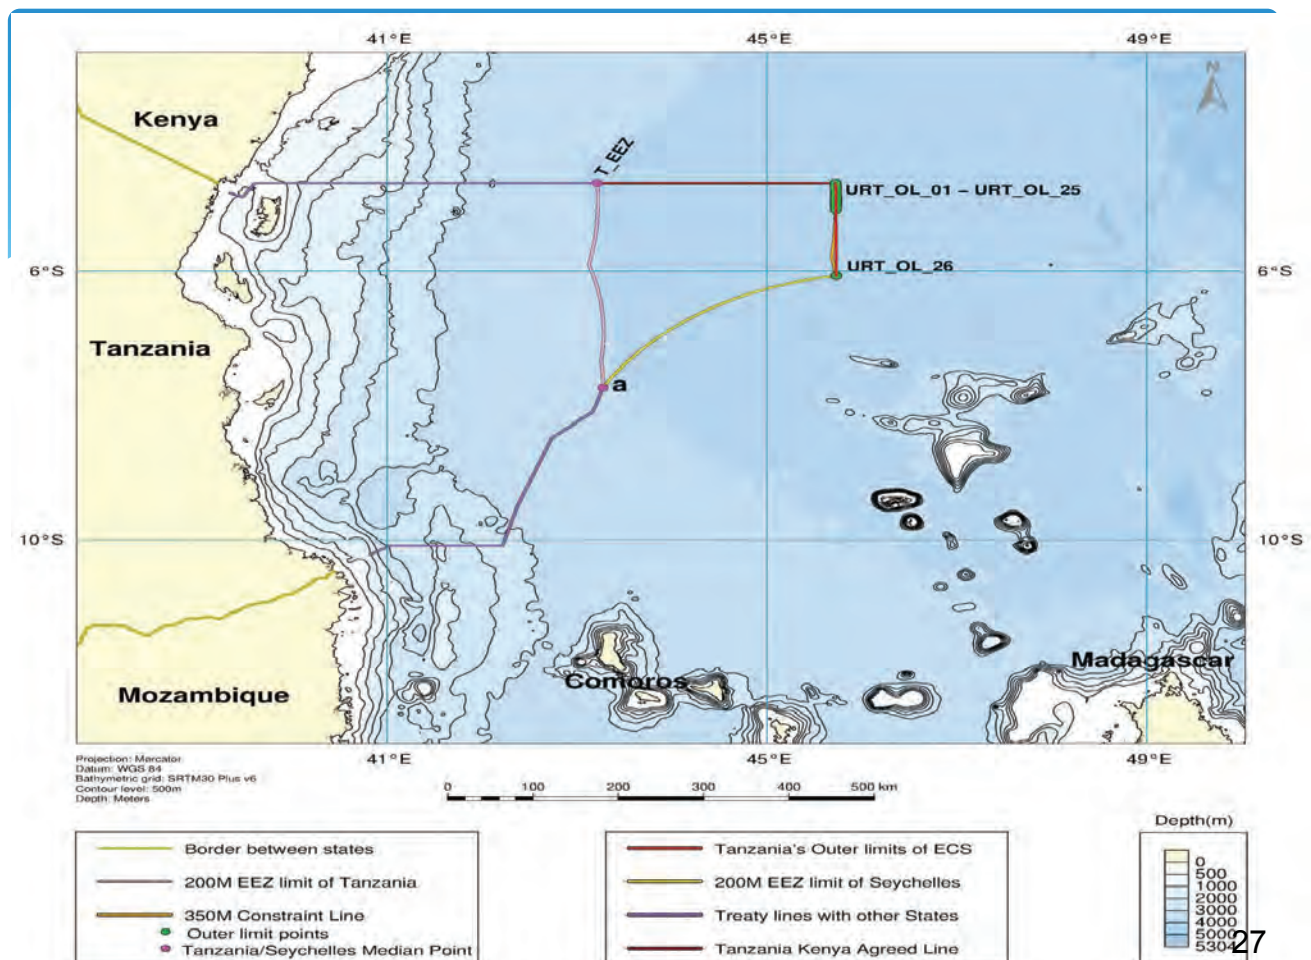 41°E 45°E 49°E
N
Kenya
T_EEZ
URT_OL_01 – URT_OL_25
6°S URT_OL_26 6°S
Tanzania
a
10°S 10°S
Madagascar
Comoros
Mozambique
41°E 45°E 49°E
Projection: Mercator
Datum: WGS 84
Bathymetric grid: SRTM30 Plus v6
Contour level: 500m
Depth: Meters
0 100 200 300 400 500 km
Border between states
200M EEZ limit of Tanzania
350M Constraint Line
Outer limit points
Tanzania/Seychelles Median Point
Tanzania's Outer limits of ECS
200M EEZ limit of Seychelles
Treaty lines with other States
Tanzania Kenya Agreed Line
Depth(m)
0
500
1000
2000
3000
4000
5000
5304
27